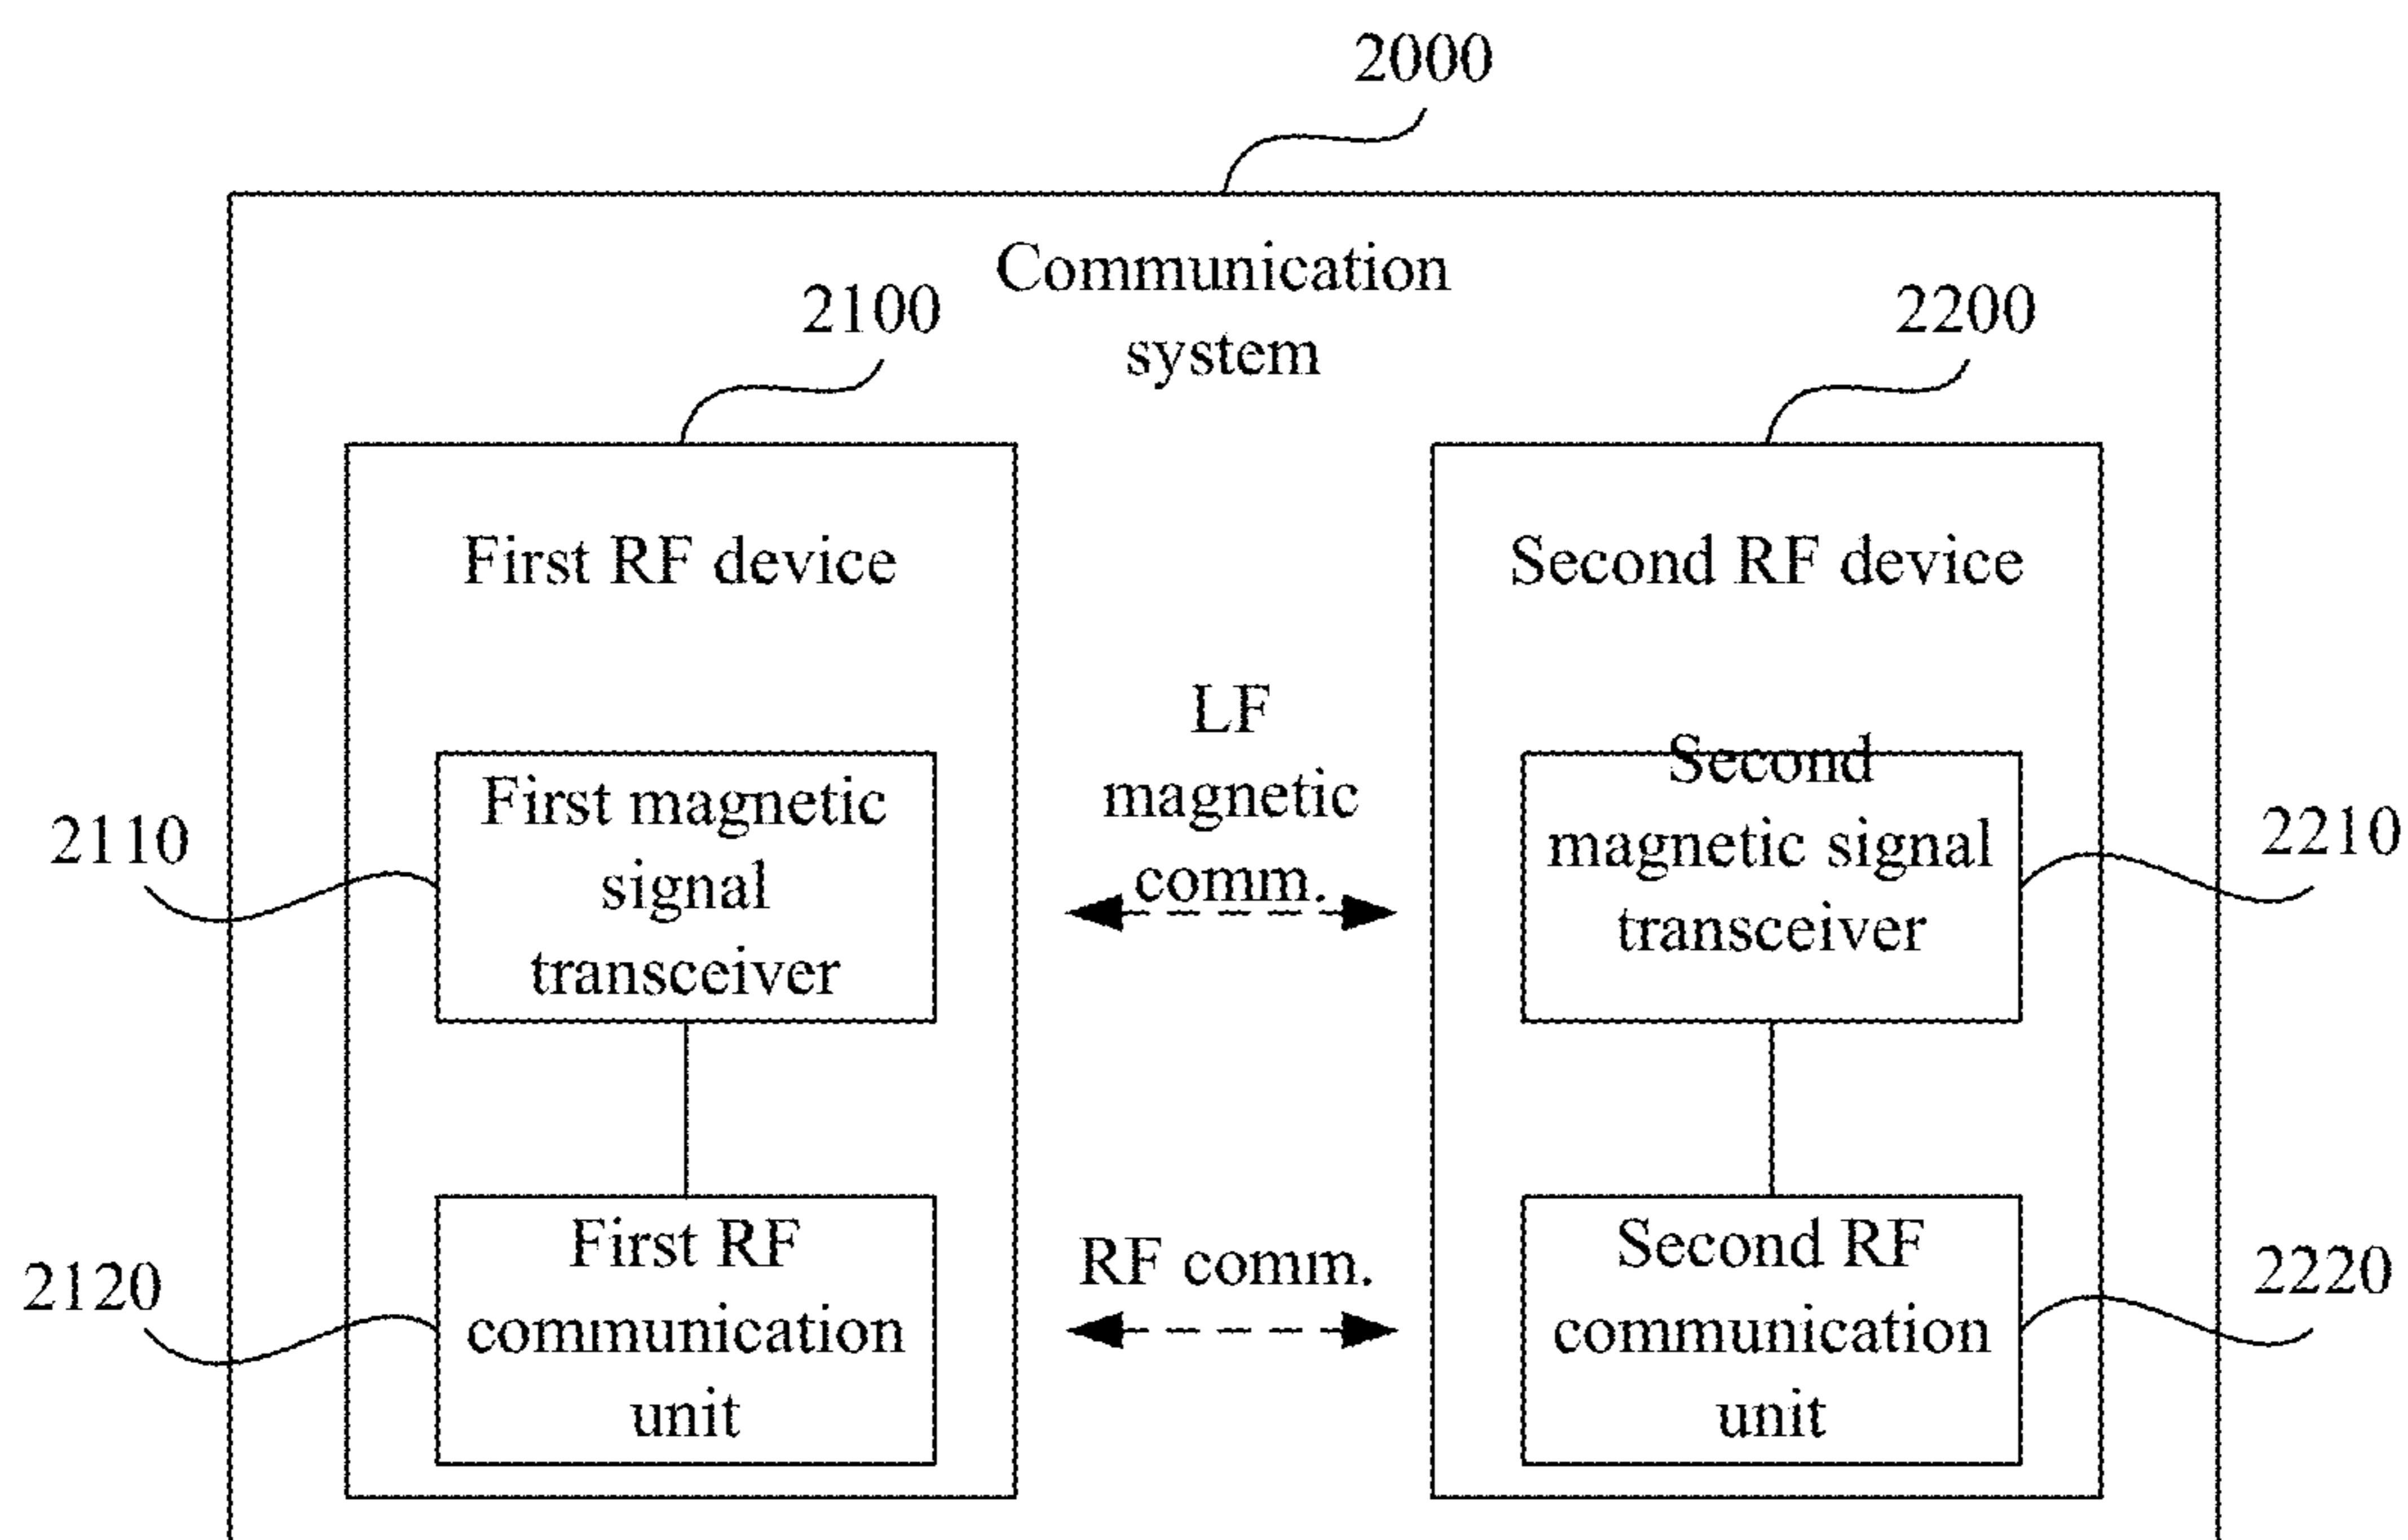 2000
Communication
system
2100
2200
First RF device
Second RF device
LF
magnetic
comm.
2110
First magnetic
signal
transceiver
Second
magnetic signal
transceiver
2210
2120
First RF
communication
unit
RF comm.
Second RF
communication
unit
2220